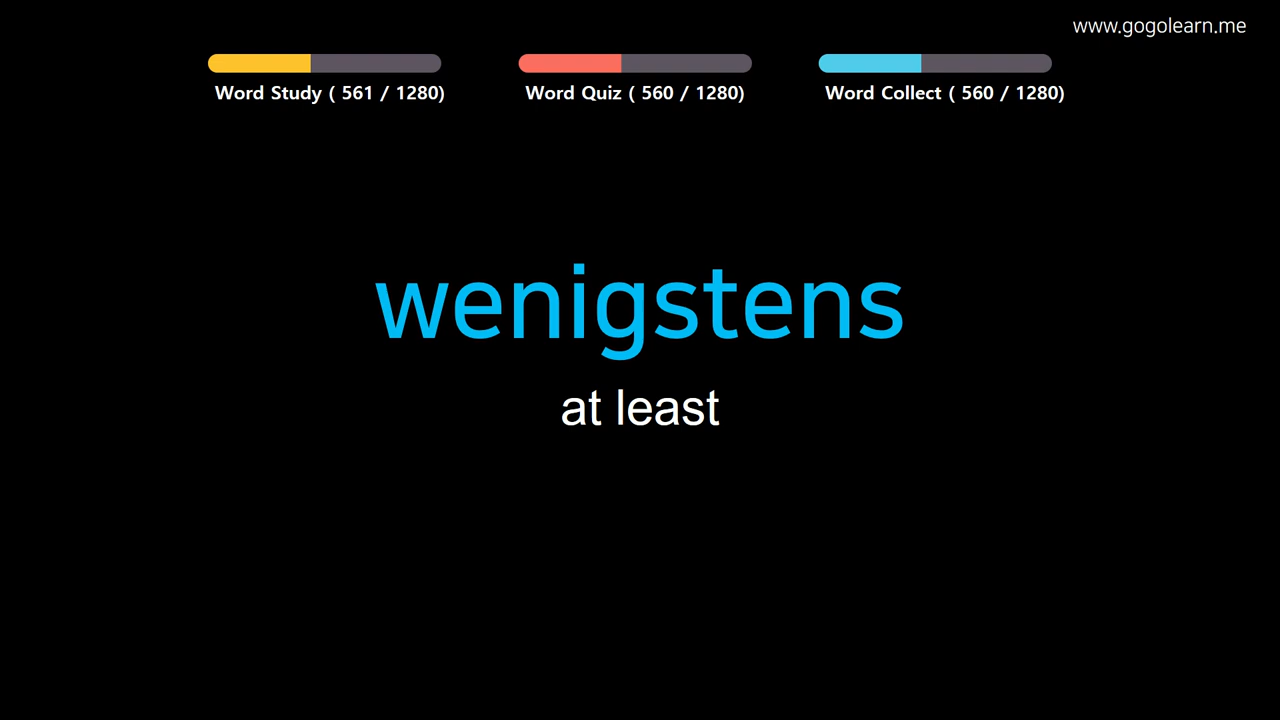 www.gogolearn.me
Word Study ( 561 / 1280)
Word Quiz ( 560 / 1280)
Word Collect ( 560 / 1280)
wenigstens
at least